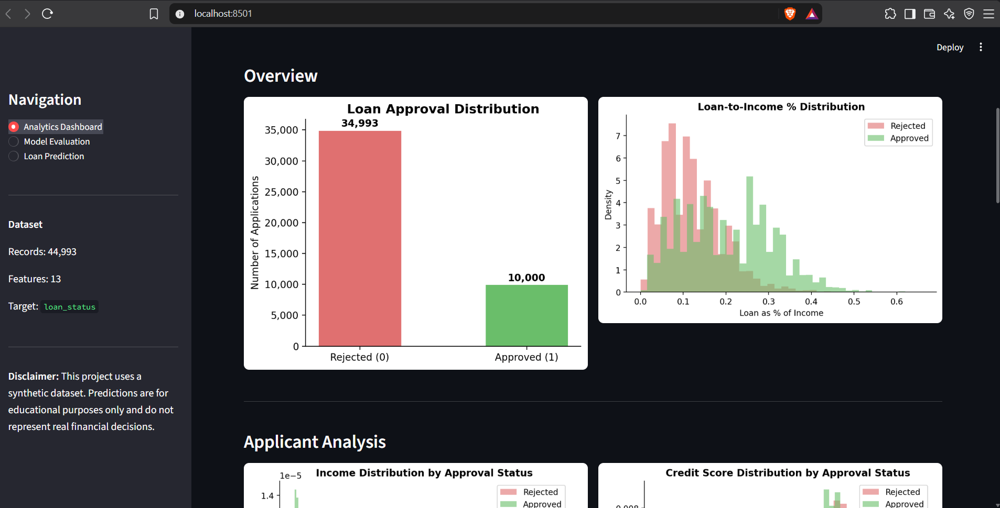 localhost:8501
Deploy
Navigation
Analytics Dashboard
Model Evaluation
Loan Prediction
Dataset
Records: 44,993
Features: 13
Target: loan_status
Disclaimer: This project uses a
synthetic dataset. Predictions are for
educational purposes only and do not
represent real financial decisions.
Overview
Loan Approval Distribution
34,993
35,000
30,000
25,000
20,000
15,000
10,000
5,000
0
Number of Applications
10,000
Rejected (0)
Approved (1)
Loan-to-Income % Distribution
Rejected
Approved
7
6
5
4
3
2
1
0
Density
0.0 0.1 0.2 0.3 0.4 0.5 0.6
Loan as % of Income
Applicant Analysis
Income Distribution by Approval Status
1e−5
1.4
Rejected
Approved
Credit Score Distribution by Approval Status
0.008
Rejected
Approved